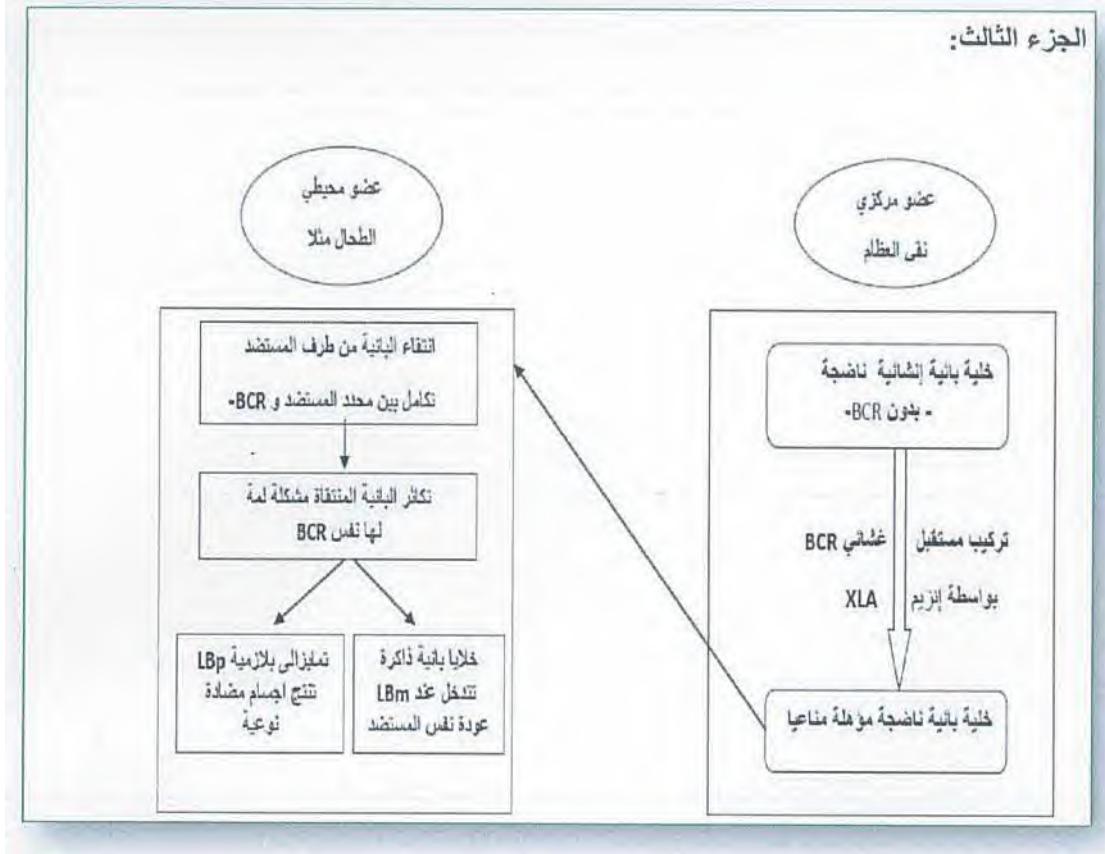 الجزء الثالث:
عضو مركزي
نقي العظام
خلية بائية إنشائية ناضجة
- بدون BCR-
تركيب مستقبل غشائي BCR
بواسطة إنزيم XLA
خلية بائية ناضجة مؤهلة مناعيا
عضو محيطي
الطحال مثلا
انتقاء البائية من طرف المستضد
تكامل بين محدد المستضد و BCR-
تكاثر البائية المنتقاة مشكلة لمة
لها نفس BCR
خلايا بائية ذاكرة
LBm تتدخل عند
عودة نفس المستضد
تمايزالى بلازمية LBp
تنتج اجسام مضادة
نوعية